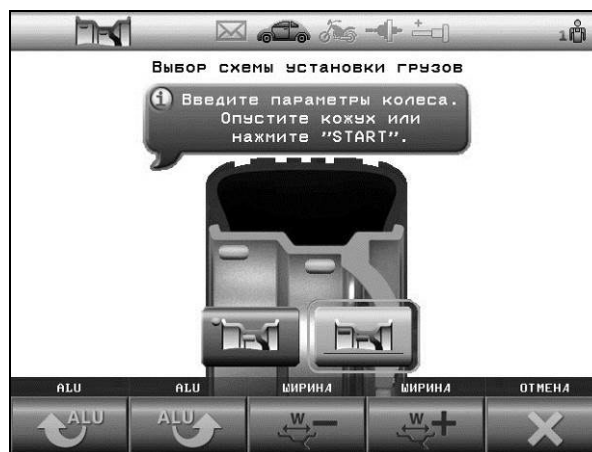 1
Выбор схемы установки грузов
i Введите параметры колеса.
Опустите кожух или
нажмите "START".
ALU ALU ШИРИНА ШИРИНА ОТМЕНА
ALU ALU W W